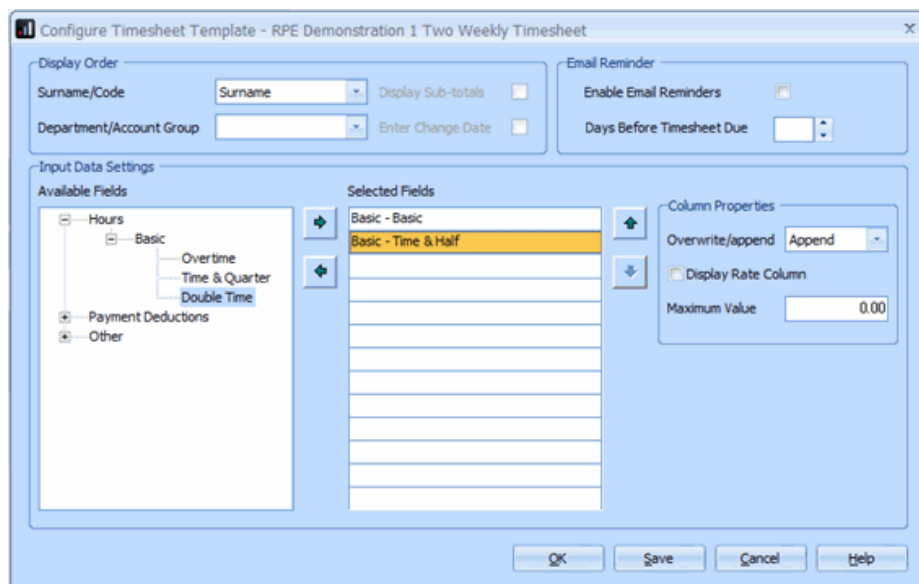 Configure Timesheet Template - RPE Demonstration 1 Two Weekly Timesheet
Display Order
Surname/Code
Surname
Display Sub-totals
Department/Account Group
Enter Change Date
Email Reminder
Enable Email Reminders
Days Before Timesheet Due
Input Data Settings
Available Fields
Hours
Basic
Overtime
Time & Quarter
Double Time
Payment Deductions
Other
Selected Fields
Basic - Basic
Basic - Time & Half
Column Properties
Overwrite/append
Append
Display Rate Column
Maximum Value
0.00
OK
Save
Cancel
Help